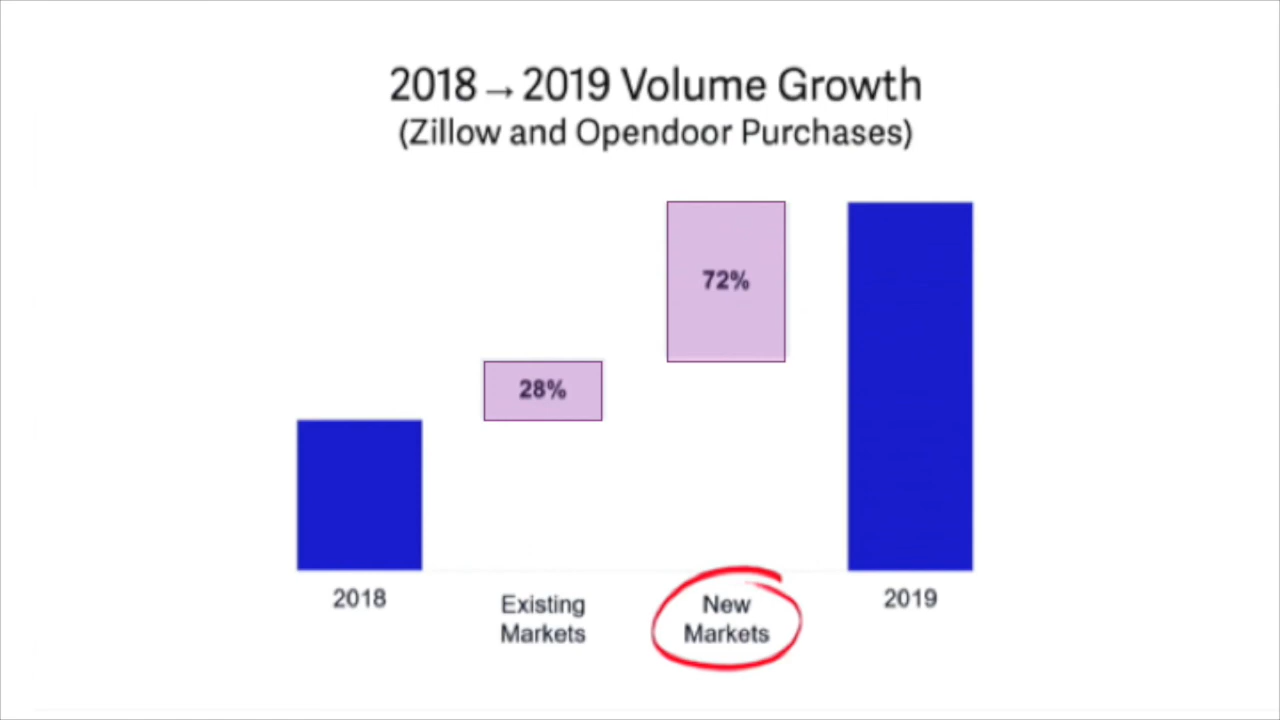 2018→2019 Volume Growth
(Zillow and Opendoor Purchases)
72%
28%
2018
Existing
Markets
New
Markets
2019